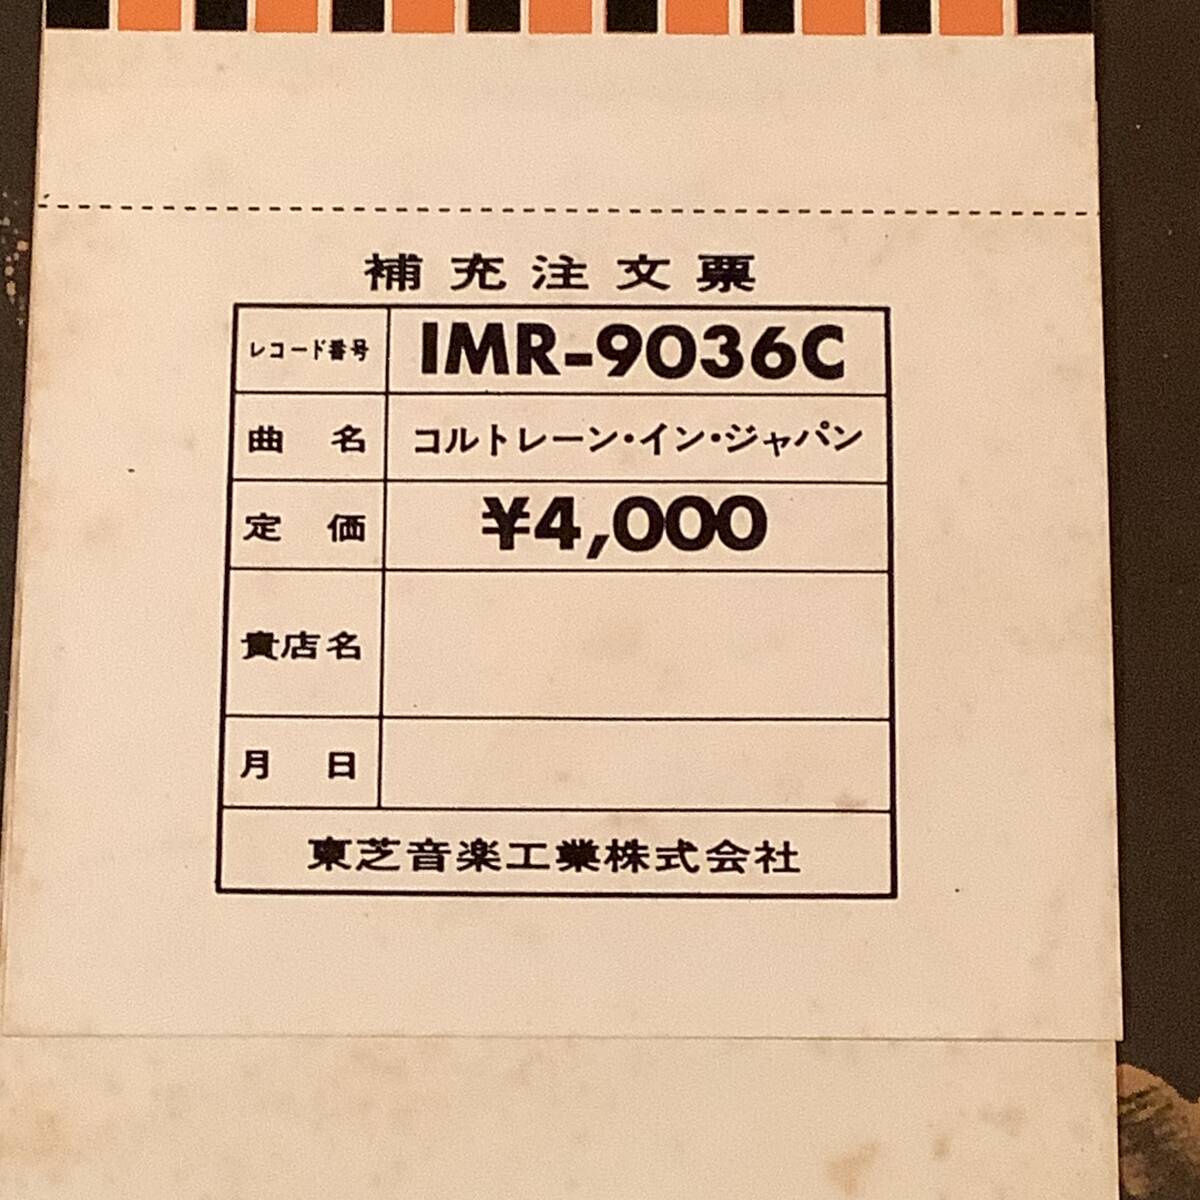 補充注文票
レコード番号 IMR-9036C
曲名 コルトレーン・イン・ジャパン
定価 ¥4,000
貴店名
月日
東芝音楽工業株式会社